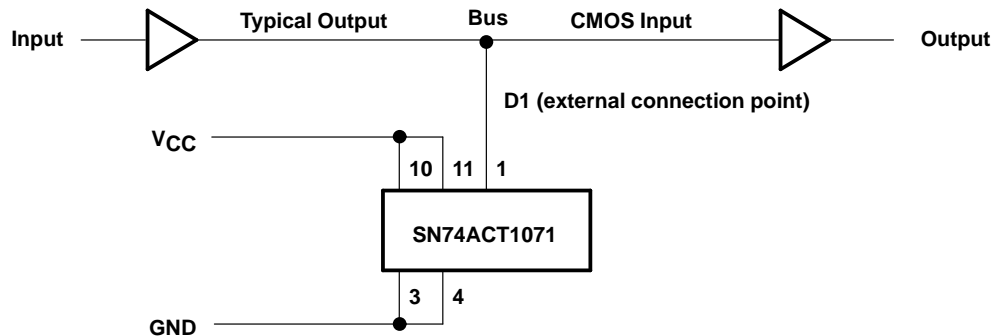 Input
Typical Output
Bus
CMOS Input
Output
D1 (external connection point)
VCC
10
11
1
SN74ACT1071
3
4
GND